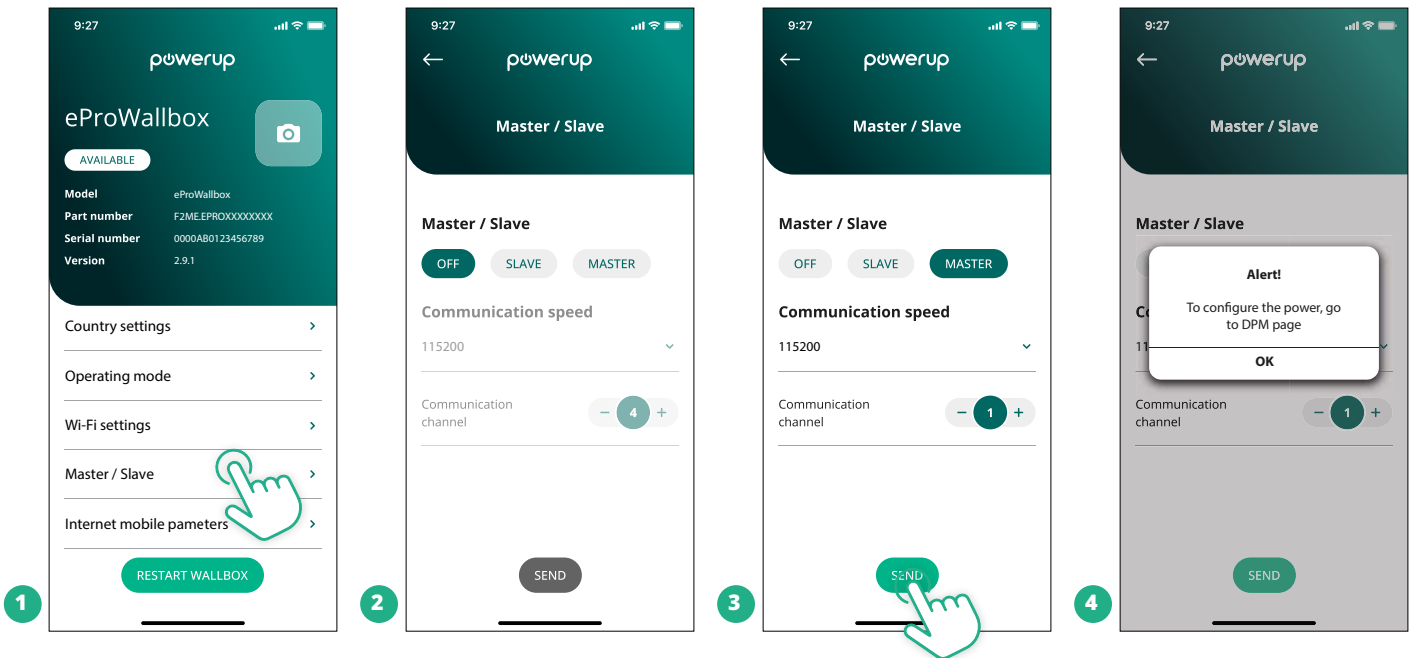 9:27
powerup
eProWallbox
AVAILABLE
Model eProWallbox
Part number F2ME.EPROXXXXXXXX
Serial number 0000AB0123456789
Version 2.9.1
Country settings
Operating mode
Wi-Fi settings
Master / Slave
Internet mobile pameters
RESTART WALLBOX
1
9:27
powerup
Master / Slave
Master / Slave
OFF SLAVE MASTER
Communication speed
115200
Communication
channel
− 4 +
SEND
2
9:27
powerup
Master / Slave
Master / Slave
OFF SLAVE MASTER
Communication speed
115200
Communication
channel
− 1 +
SEND
3
9:27
powerup
Master / Slave
Master / Slave
Alert!
To configure the power, go
to DPM page
OK
Co
11
Communication
channel
− 1 +
SEND
4